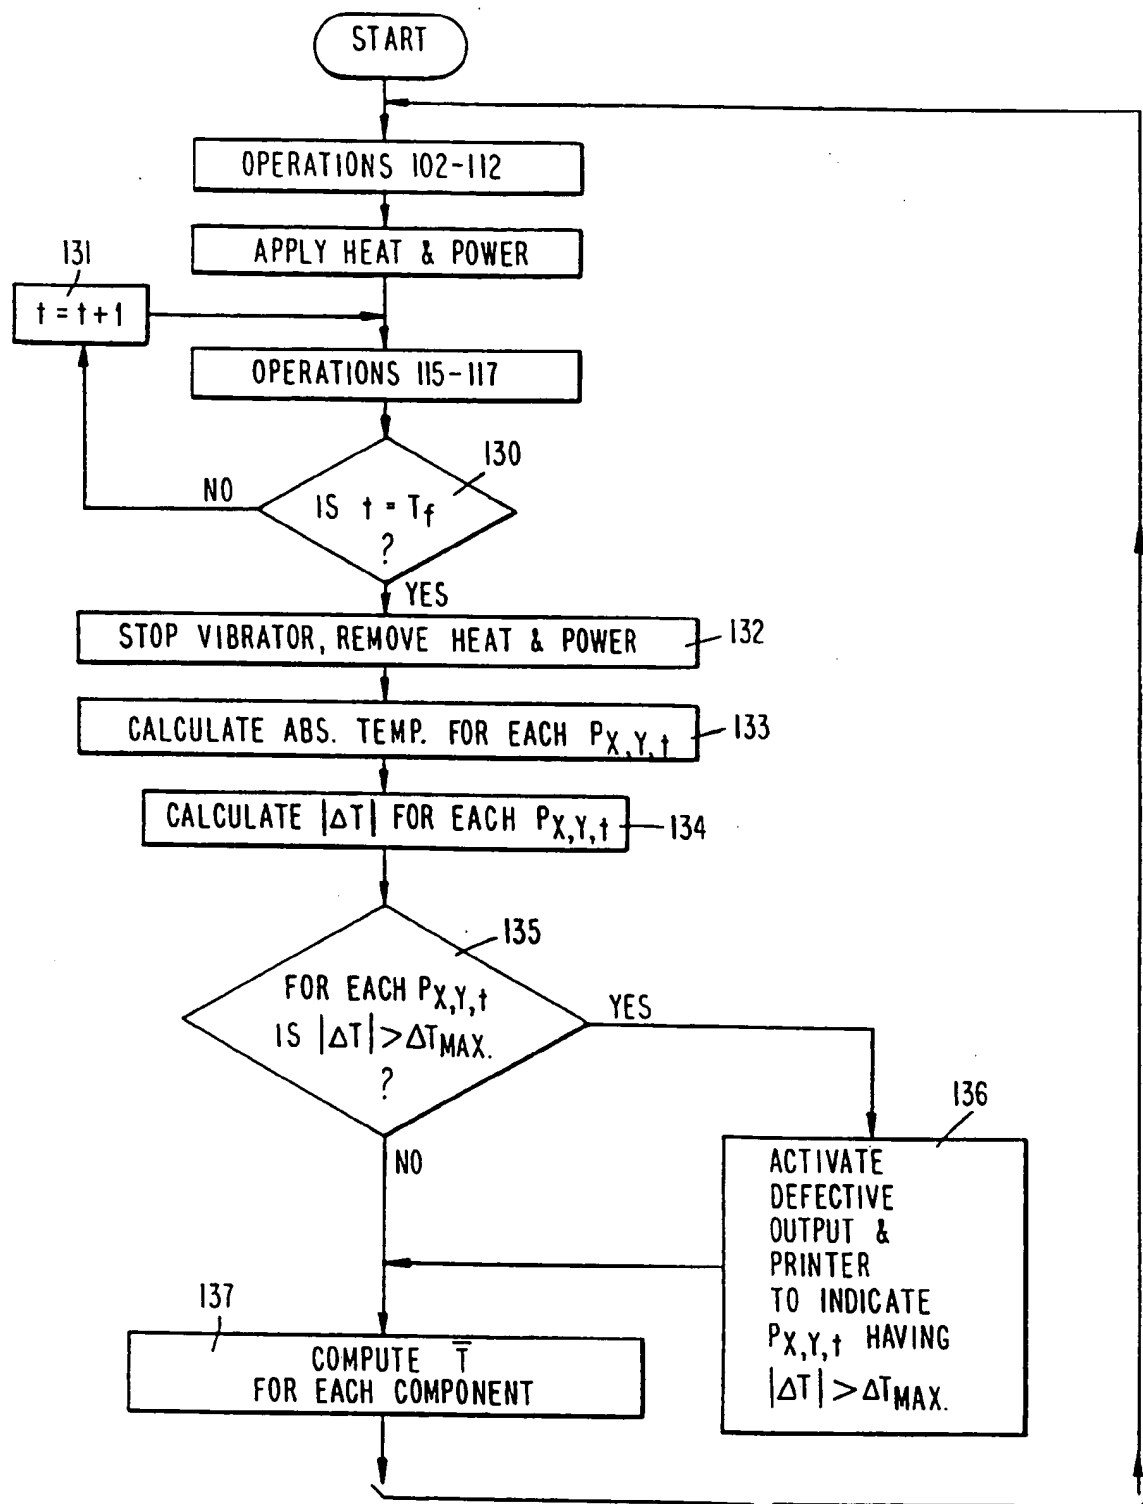 START
OPERATIONS 102-112
APPLY HEAT & POWER
131
t = t+1
OPERATIONS 115-117
130
NO
IS t = Tf
?
YES
STOP VIBRATOR, REMOVE HEAT & POWER
132
CALCULATE ABS. TEMP. FOR EACH PX,Y,t
133
CALCULATE |ΔT| FOR EACH PX,Y,t
134
135
FOR EACH PX,Y,t
IS |ΔT| > ΔTMAX.
?
YES
NO
136
ACTIVATE
DEFECTIVE
OUTPUT &
PRINTER
TO INDICATE
PX,Y,t HAVING
|ΔT| > ΔTMAX.
137
COMPUTE T̅
FOR EACH COMPONENT